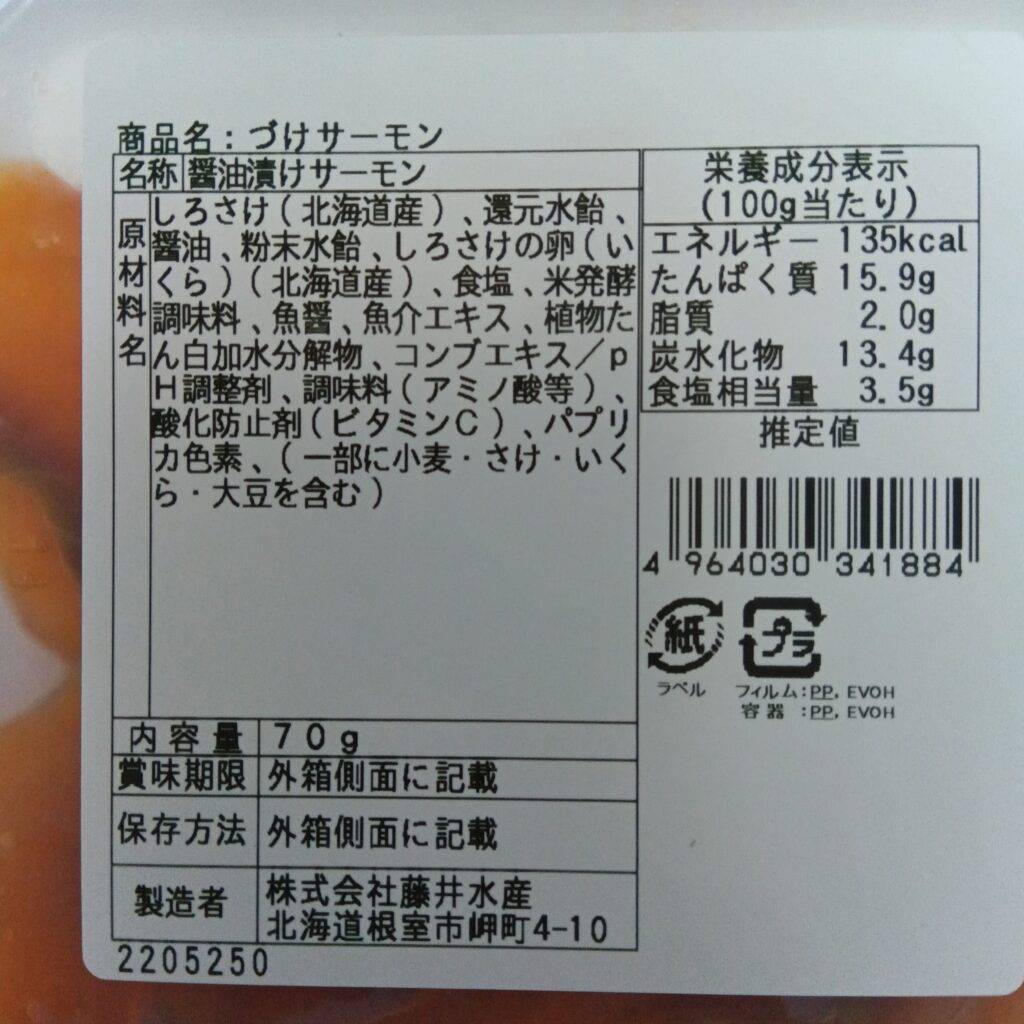 商品名：づけサーモン
名称 醤油漬けサーモン
原材料名
しろさけ（北海道産）、還元水飴、
醤油、粉末水飴、しろさけの卵（い
くら）（北海道産）、食塩、米発酵
調味料、魚醤、魚介エキス、植物た
ん白加水分解物、コンブエキス／p
H調整剤、調味料（アミノ酸等）、
酸化防止剤（ビタミンC）、パプリ
カ色素、（一部に小麦・さけ・いく
ら・大豆を含む）
内容量 70g
賞味期限 外箱側面に記載
保存方法 外箱側面に記載
製造者 株式会社藤井水産
北海道根室市岬町4-10
2205250
栄養成分表示
(100g当たり)
エネルギー 135kcal
たんぱく質 15.9g
脂質 2.0g
炭水化物 13.4g
食塩相当量 3.5g
推定値
4 964030 341884
紙 プラ
ラベル フィルム：PP, EVOH
容器 ：PP, EVOH